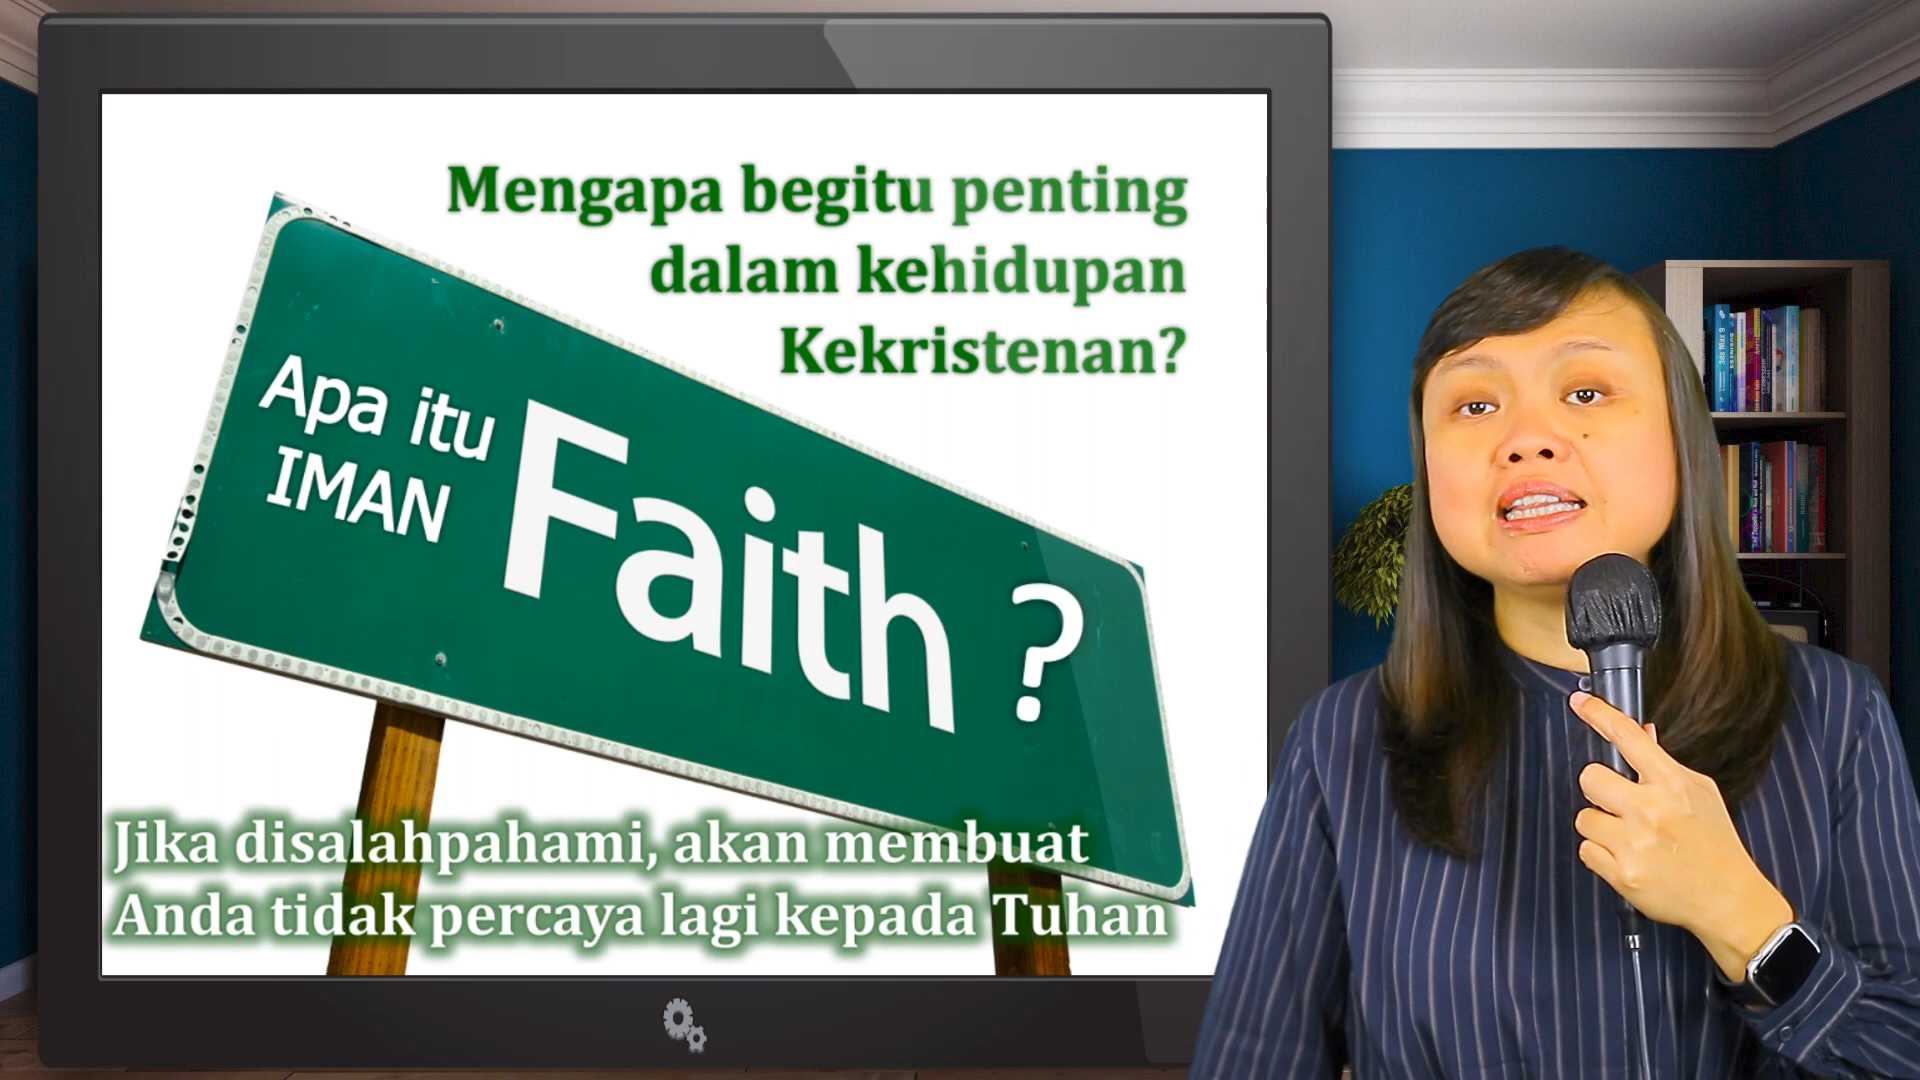 Mengapa begitu penting
dalam kehidupan
Kekristenan?
Apa itu
IMAN
Faith ?
Jika disalahpahami, akan membuat
Anda tidak percaya lagi kepada Tuhan